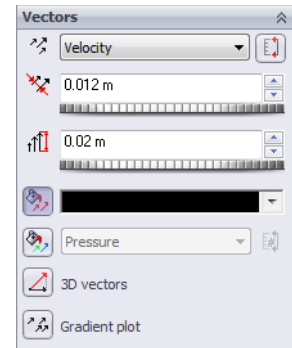 Vectors
Velocity
0.012 m
0.02 m
Pressure
3D vectors
Gradient plot